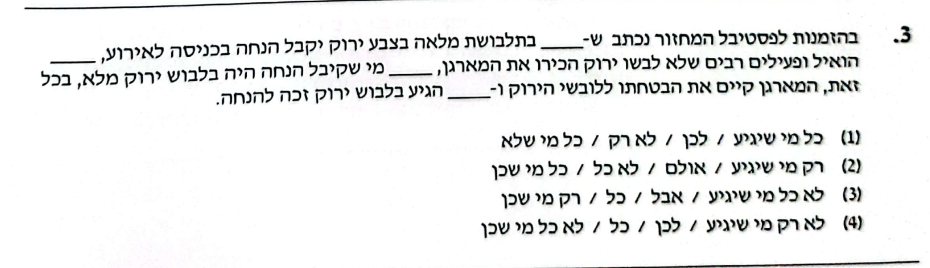 3. בהזמנות לפסטיבל המחזור נכתב ש-_____ בתלבושת מלאה בצבע ירוק יקבל הנחה בכניסה לאירוע, _____
הואיל ופעילים רבים שלא לבשו ירוק הכירו את המארגן, _____ מי שקיבל הנחה היה בלבוש ירוק מלא, בכל
זאת, המארגן קיים את הבטחתו ללובשי הירוק ו-_____ הגיע בלבוש ירוק זכה להנחה.
(1) כל מי שיגיע / לכן / לא רק / כל מי שלא
(2) רק מי שיגיע / אולם / לא כל / כל מי שכן
(3) לא כל מי שיגיע / אבל / כל / רק מי שכן
(4) לא רק מי שיגיע / לכן / כל / לא כל מי שכן